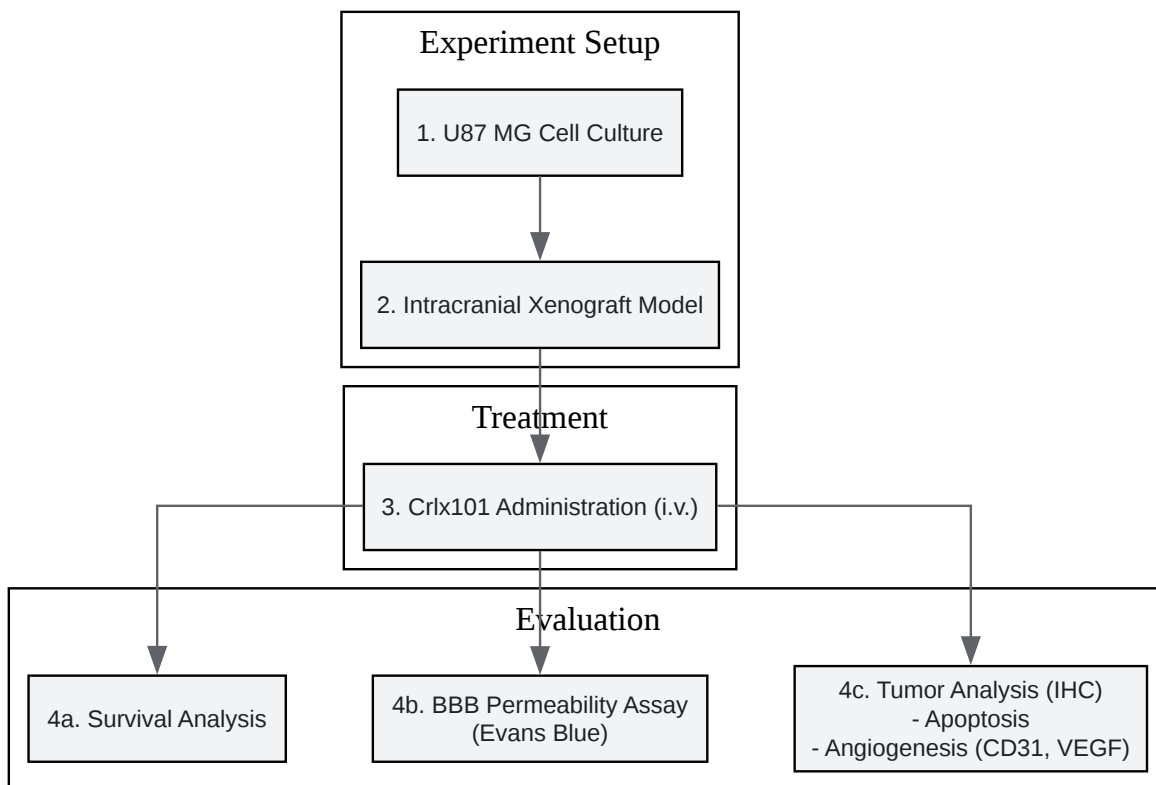 Experiment Setup
1. U87 MG Cell Culture
2. Intracranial Xenograft Model
Treatment
3. Crlx101 Administration (i.v.)
Evaluation
4a. Survival Analysis
4b. BBB Permeability Assay
(Evans Blue)
4c. Tumor Analysis (IHC)
- Apoptosis
- Angiogenesis (CD31, VEGF)